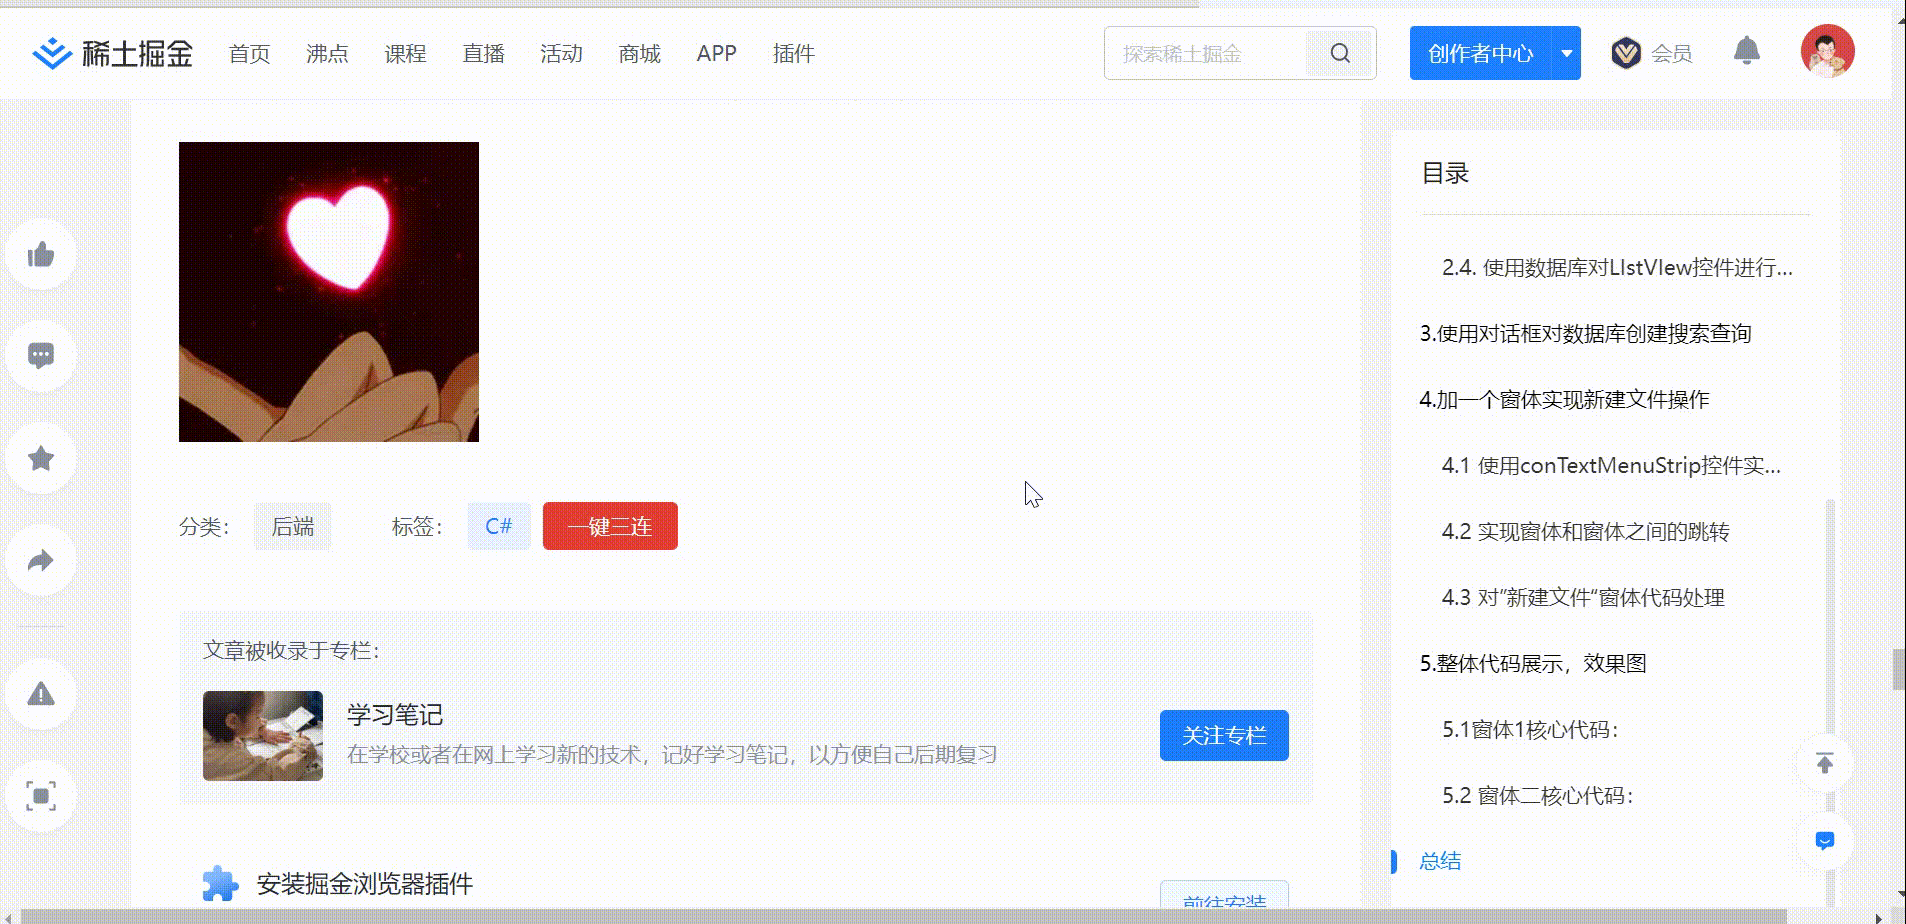 稀土掘金 首页 沸点 课程 直播 活动 商城 APP 插件 探索稀土掘金 创作者中心 会员
目录
2.4. 使用数据库对LIstVIew控件进行...
3.使用对话框对数据库创建搜索查询
4.加一个窗体实现新建文件操作
4.1 使用conTextMenuStrip控件实...
4.2 实现窗体和窗体之间的跳转
4.3 对”新建文件“窗体代码处理
5.整体代码展示，效果图
5.1窗体1核心代码：
5.2 窗体二核心代码：
总结
分类： 后端 标签： C# 一键三连
文章被收录于专栏：
学习笔记
在学校或者在网上学习新的技术，记好学习笔记，以方便自己后期复习
关注专栏
安装掘金浏览器插件
前往安装